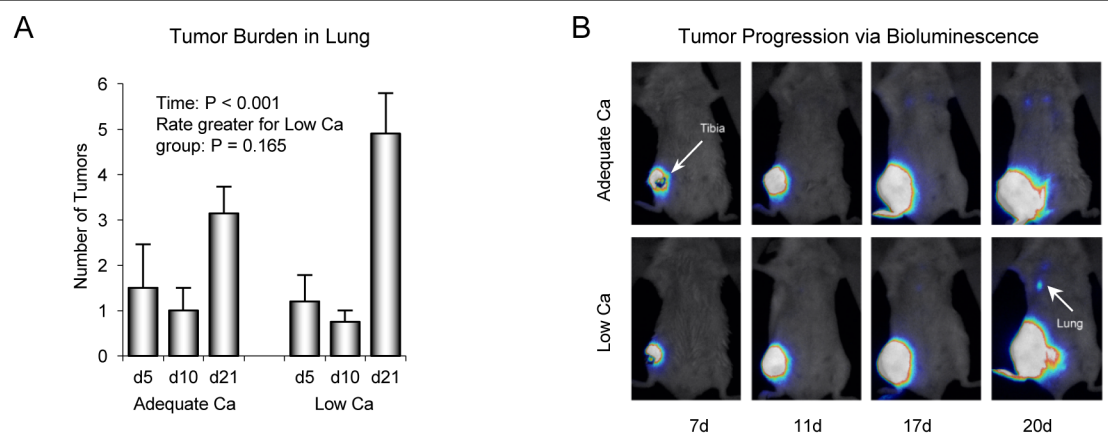 A
Tumor Burden in Lung
Number of Tumors
6
5
4
3
2
1
0
Time: P < 0.001
Rate greater for Low Ca
group: P = 0.165
d5 d10 d21 d5 d10 d21
Adequate Ca Low Ca
B
Tumor Progression via Bioluminescence
Adequate Ca
Tibia
Low Ca
Lung
7d 11d 17d 20d